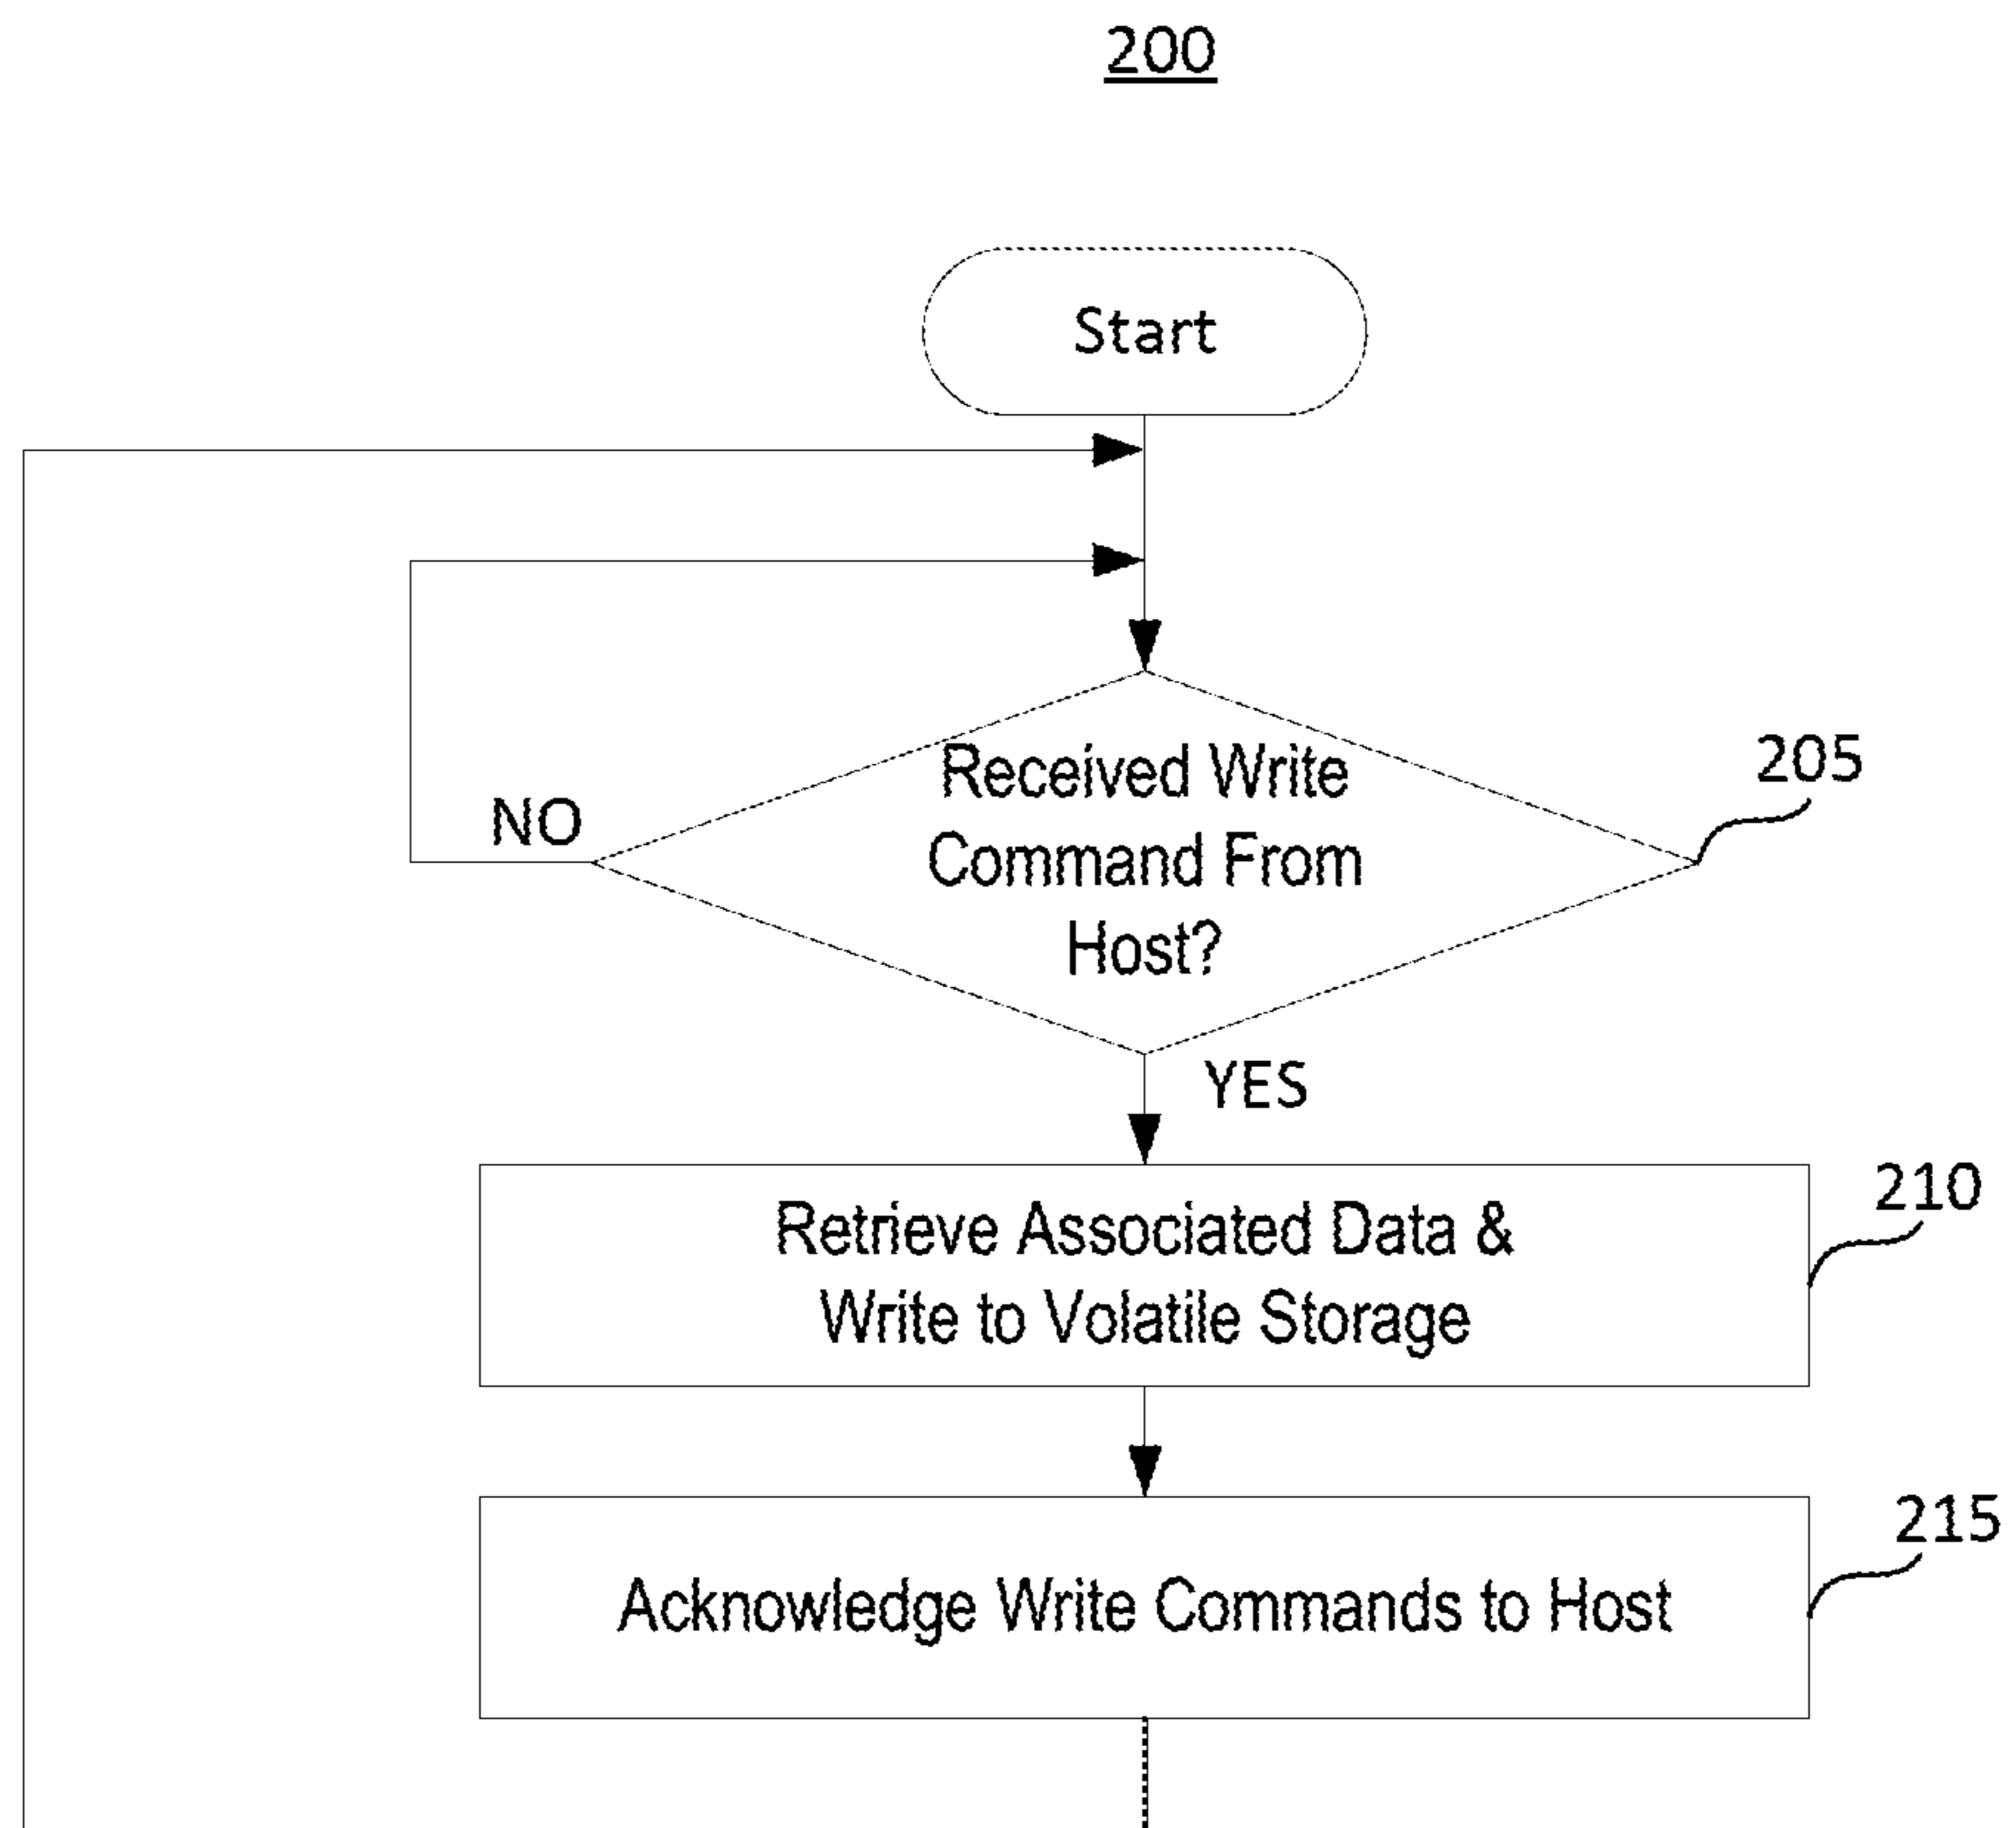 200
Start
Received Write
205
NO
Command From
Host?
YES
210
Retrieve Associated Data &
Write to Volatile Storage
215
Acknowledge Write Commands to Host